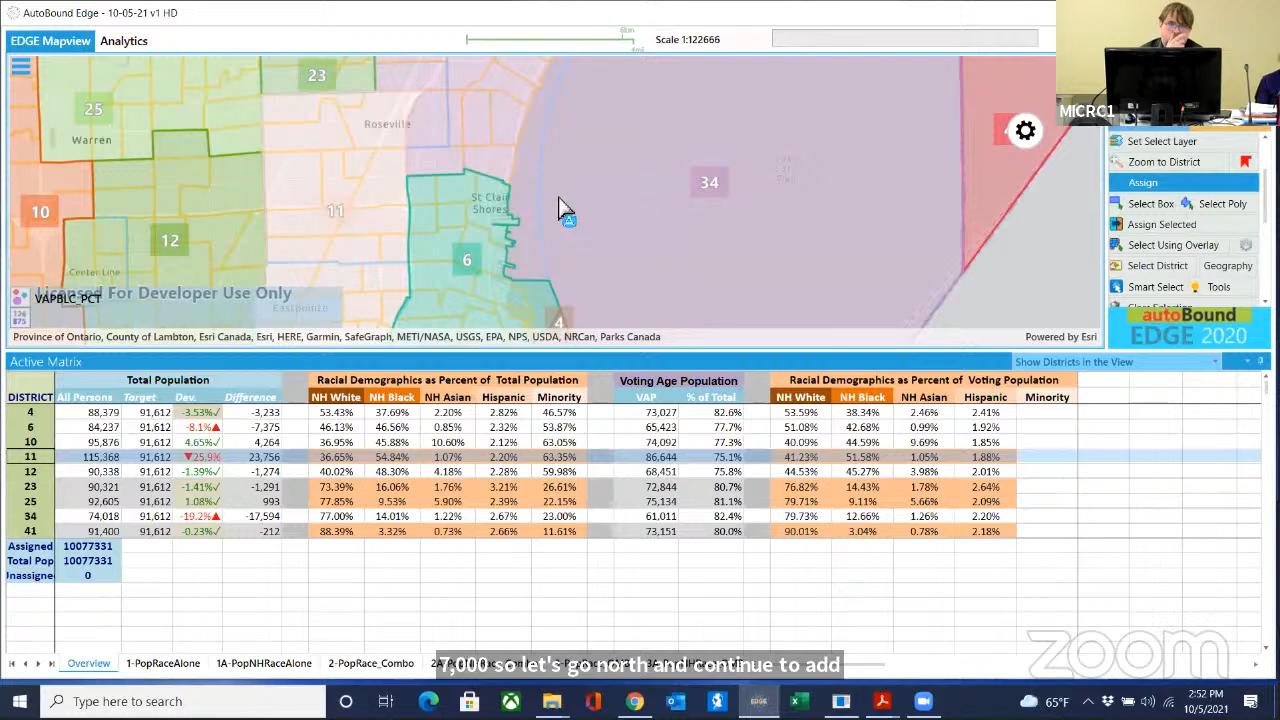 AutoBound Edge - 10-05-21 v1 HD
EDGE Mapview Analytics
6km
4mi
Scale 1:122666
MICRC1
23
25
Warren
Roseville
10
11
12
34
St Clair
Shores
6
Center Line
Eastpointe
4
Licensed For Developer Use Only
VAPBLC_PCT
Province of Ontario, County of Lambton, Esri Canada, Esri, HERE, Garmin, SafeGraph, METI/NASA, USGS, EPA, NPS, USDA, NRCan, Parks Canada
Powered by Esri
Set Select Layer
Zoom to District
Assign
Select Box Select Poly
Assign Selected
Select Using Overlay
Select District Geography
Smart Select Tools
autoBound
EDGE 2020
Active Matrix Show Districts in the View
Total Population Racial Demographics as Percent of Total Population Voting Age Population Racial Demographics as Percent of Voting Population
DISTRICT All Persons Target Dev. Difference NH White NH Black NH Asian Hispanic Minority VAP % of Total NH White NH Black NH Asian Hispanic Minority
4 88,379 91,612 -3.53%✓ -3,233 53.43% 37.69% 2.20% 2.82% 46.57% 73,027 82.6% 53.59% 38.34% 2.46% 2.41%
6 84,237 91,612 -8.1%▲ -7,375 46.13% 46.56% 0.85% 2.32% 53.87% 65,423 77.7% 51.08% 42.68% 0.99% 1.92%
10 95,876 91,612 4.65%✓ 4,264 36.95% 45.88% 10.60% 2.12% 63.05% 74,092 77.3% 40.09% 44.59% 9.69% 1.85%
11 115,368 91,612 ▼25.9% 23,756 36.65% 54.84% 1.07% 2.20% 63.35% 86,644 75.1% 41.23% 51.58% 1.05% 1.88%
12 90,338 91,612 -1.39%✓ -1,274 40.02% 48.30% 4.18% 2.28% 59.98% 68,451 75.8% 44.53% 45.27% 3.98% 2.01%
23 90,321 91,612 -1.41%✓ -1,291 73.39% 16.06% 1.76% 3.21% 26.61% 72,844 80.7% 76.82% 14.43% 1.78% 2.64%
25 92,605 91,612 1.08%✓ 993 77.85% 9.53% 5.90% 2.39% 22.15% 75,134 81.1% 79.71% 9.11% 5.66% 2.09%
34 74,018 91,612 -19.2%▲ -17,594 77.00% 14.01% 1.22% 2.67% 23.00% 61,011 82.4% 79.73% 12.66% 1.26% 2.20%
41 91,400 91,612 -0.23%✓ -212 88.39% 3.32% 0.73% 2.66% 11.61% 73,151 80.0% 90.01% 3.04% 0.78% 2.18%
Assigned 10077331
Total Pop 10077331
Unassigned 0
zoom
Overview 1-PopRaceAlone 1A-PopNHRaceAlone 2-PopRace_Combo
7,000 so let's go north and continue to add
Type here to search
EDGE
65°F
2:52 PM
10/5/2021